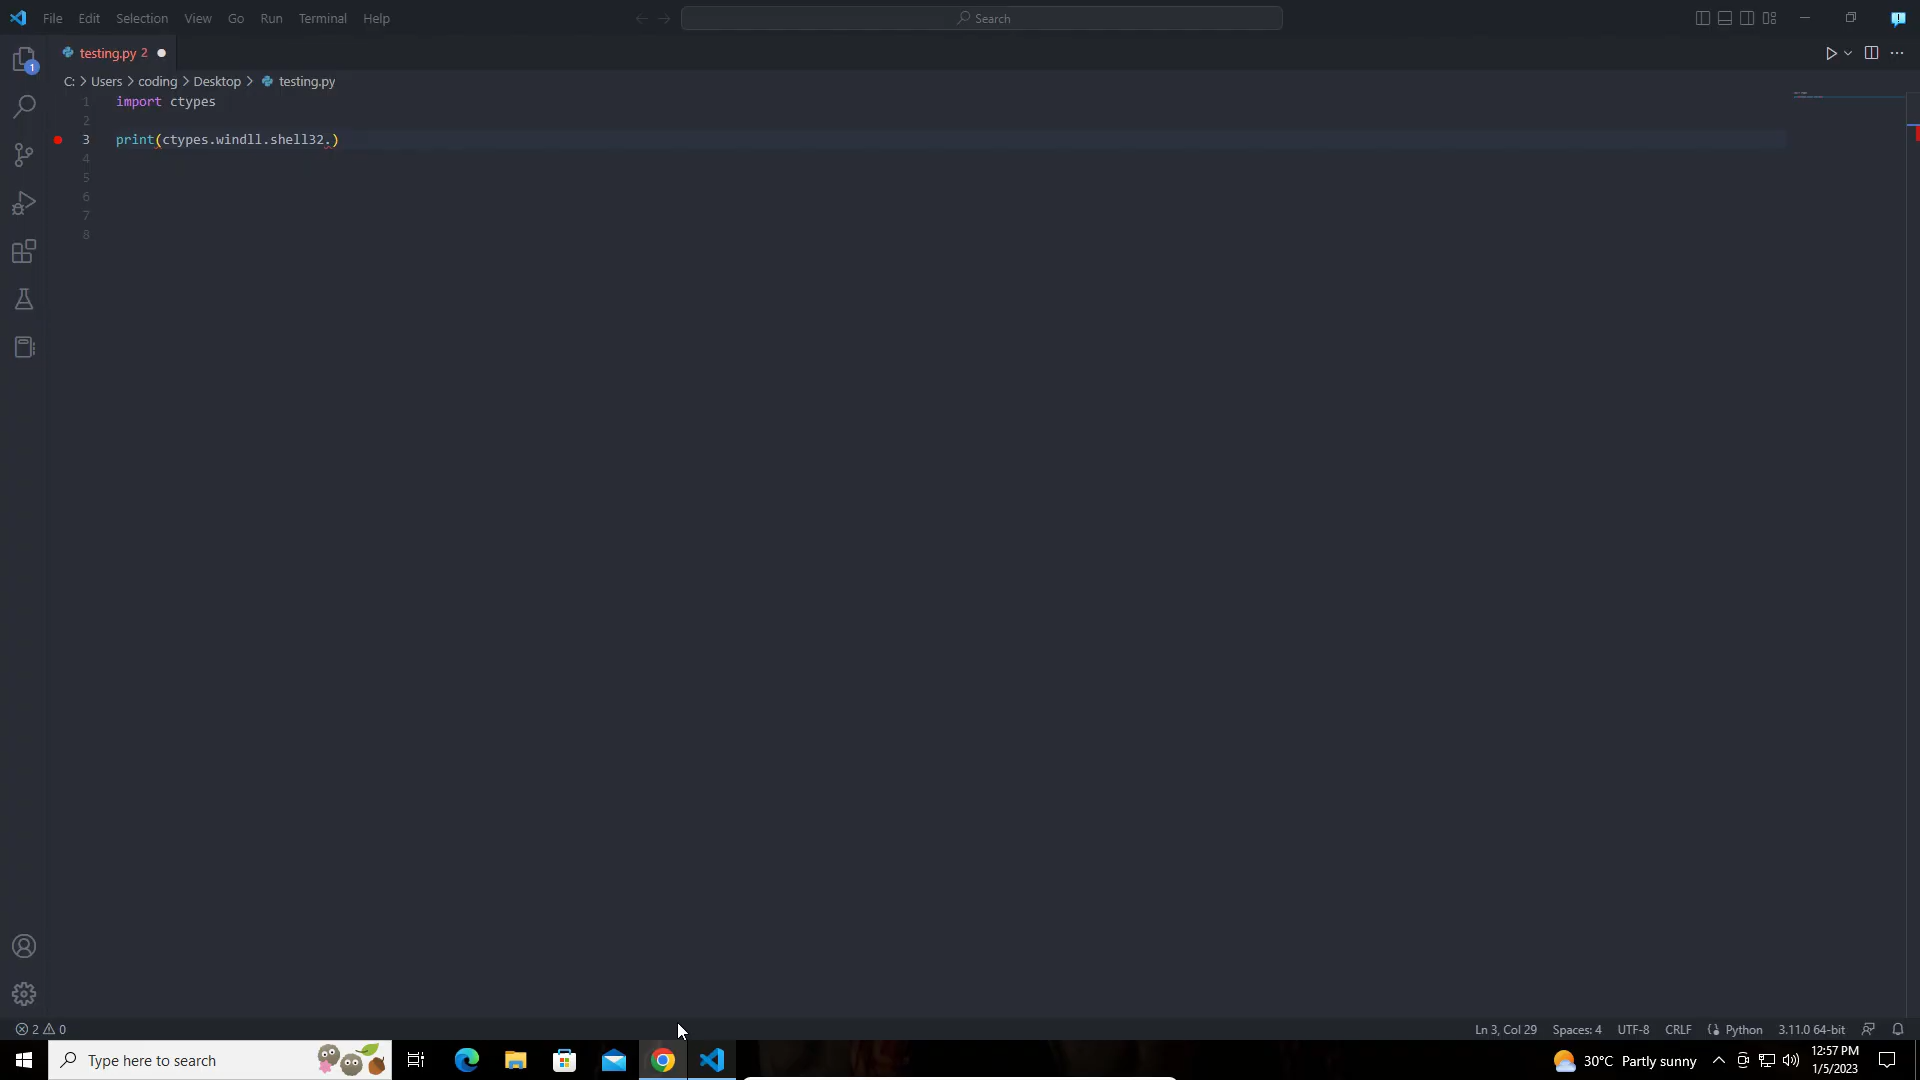 File Edit Selection View Go Run Terminal Help
Search
testing.py 2
C: > Users > coding > Desktop > testing.py
1 import ctypes
2
3 print(ctypes.windll.shell32.)
4
5
6
7
8
1
2 0
Ln 3, Col 29 Spaces: 4 UTF-8 CRLF Python 3.11.0 64-bit
Type here to search
30°C Partly sunny
12:57 PM
1/5/2023